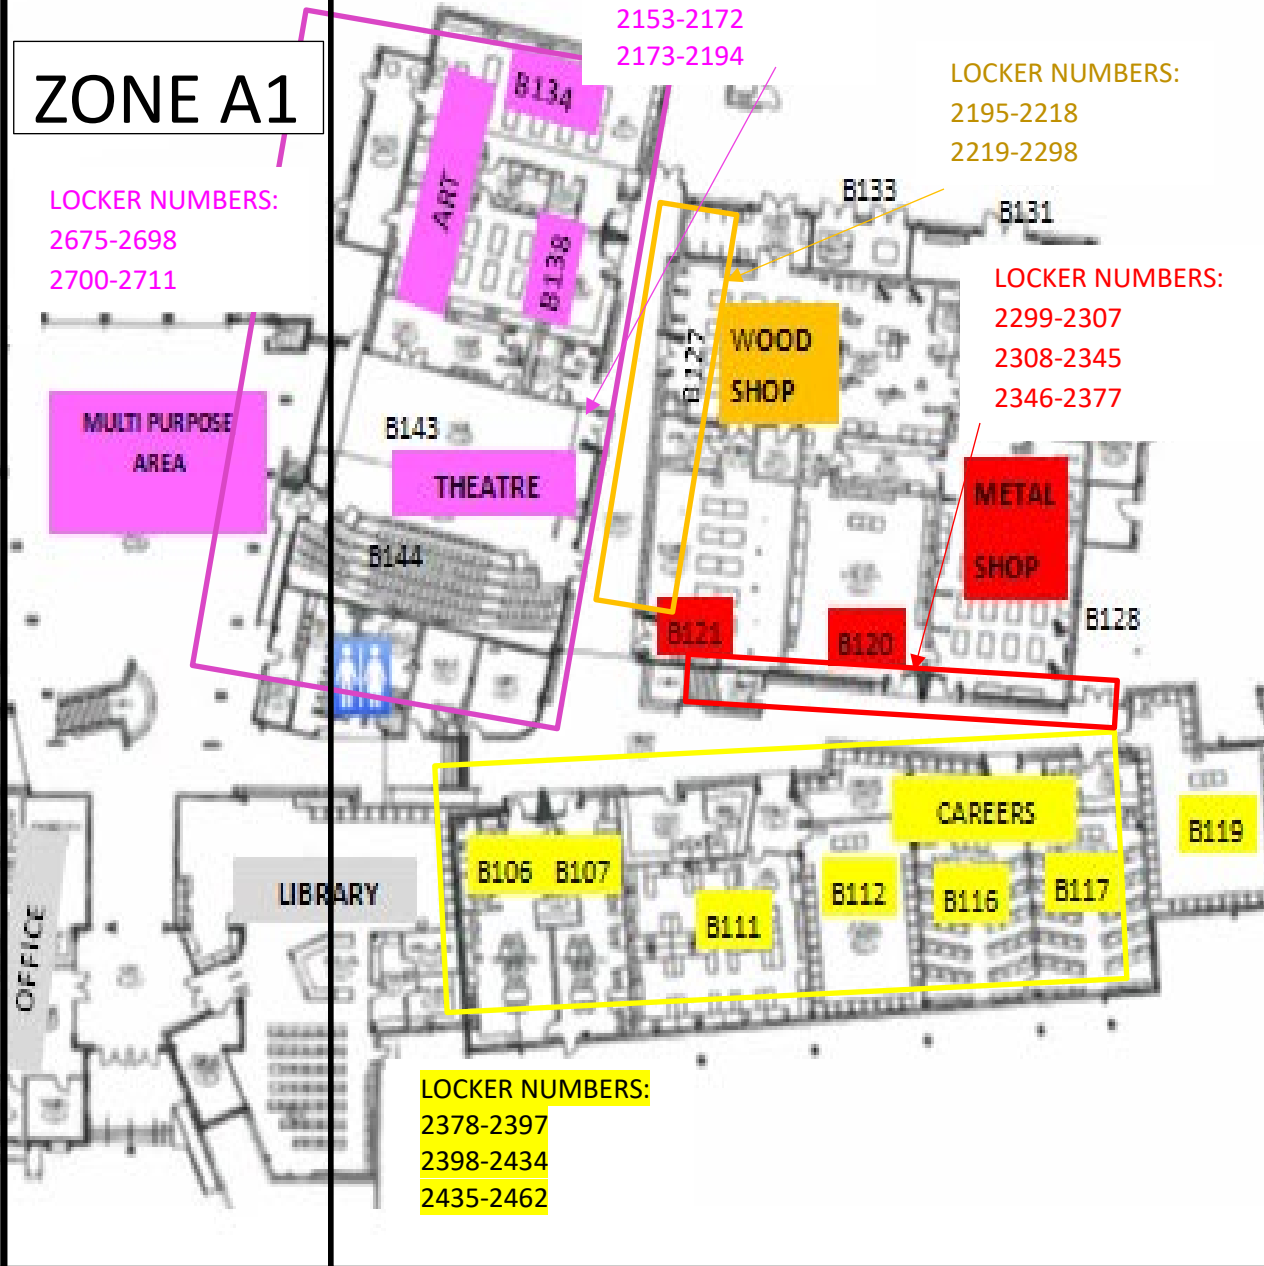 ZONE A1
2153-2172
2173-2194
LOCKER NUMBERS:
2195-2218
2219-2298
LOCKER NUMBERS:
2675-2698
2700-2711
B134
ART
B138
B133
B131
LOCKER NUMBERS:
2299-2307
2308-2345
2346-2377
B127
WOOD
SHOP
MULTI PURPOSE
AREA
B143
THEATRE
METAL
SHOP
B144
B121
B120
B128
CAREERS
B119
B106 B107
B111
B112
B116
B117
LIBRARY
OFFICE
LOCKER NUMBERS:
2378-2397
2398-2434
2435-2462